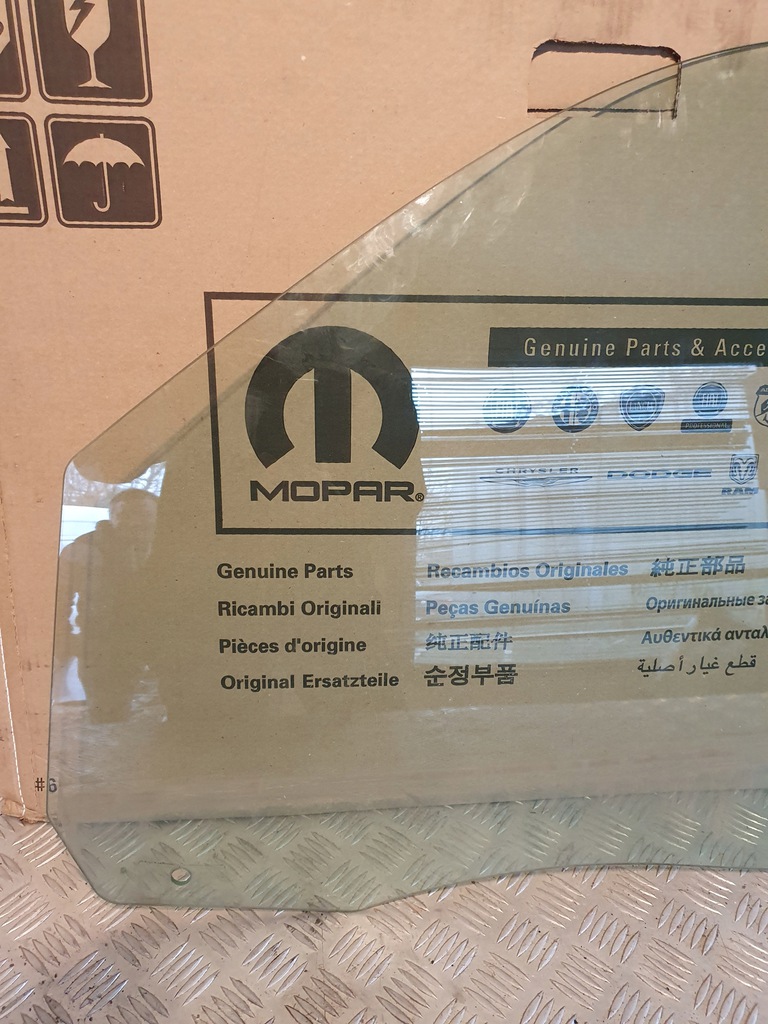 Genuine Parts & Acce
MOPAR®
CHRYSLER
DODGE
RAM
PROFESSIONAL
Genuine Parts
Ricambi Originali
Pièces d'origine
Original Ersatzteile
Recambios Originales
Peças Genuínas
纯正配件
순정부품
純正部品
Оригинальные за
Αυθεντικά ανταλ
قطع غيار أصلية
#6